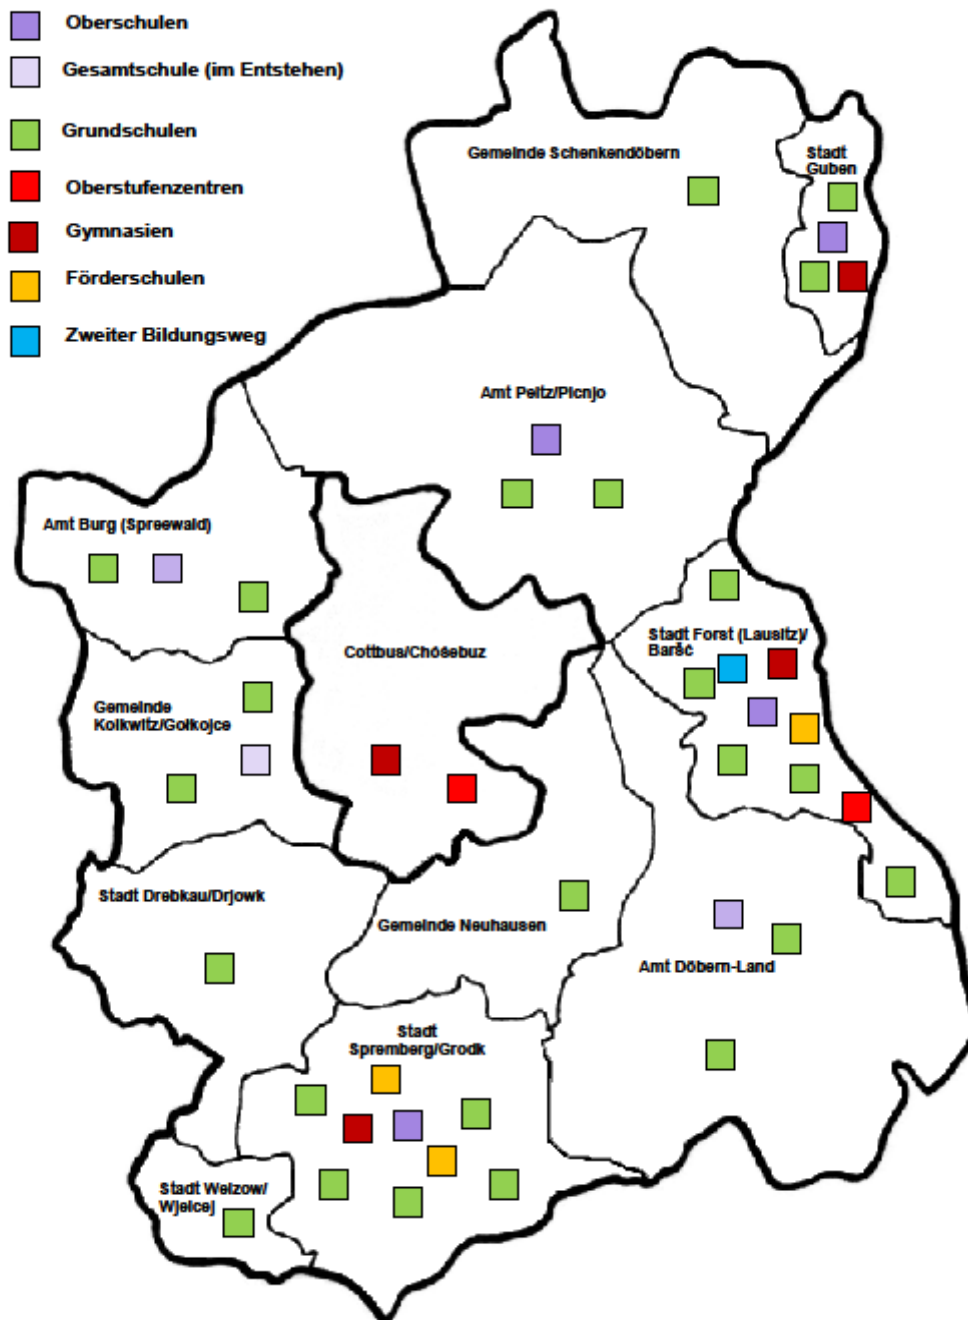 Oberschulen
Gesamtschule (im Entstehen)
Grundschulen
Oberstufenzentren
Gymnasien
Förderschulen
Zweiter Bildungsweg
Gemeinde Schenkendöbern
Stadt
Guben
Amt Peitz/Picnjo
Amt Burg (Spreewald)
Cottbus/Chóśebuz
Stadt Forst (Lausitz)/
Baršć
Gemeinde
Kolkwitz/Gołkojce
Stadt Drebkau/Drjowk
Gemeinde Neuhausen
Amt Döbern-Land
Stadt
Spremberg/Grodk
Stadt Welzow/
Wjelcej